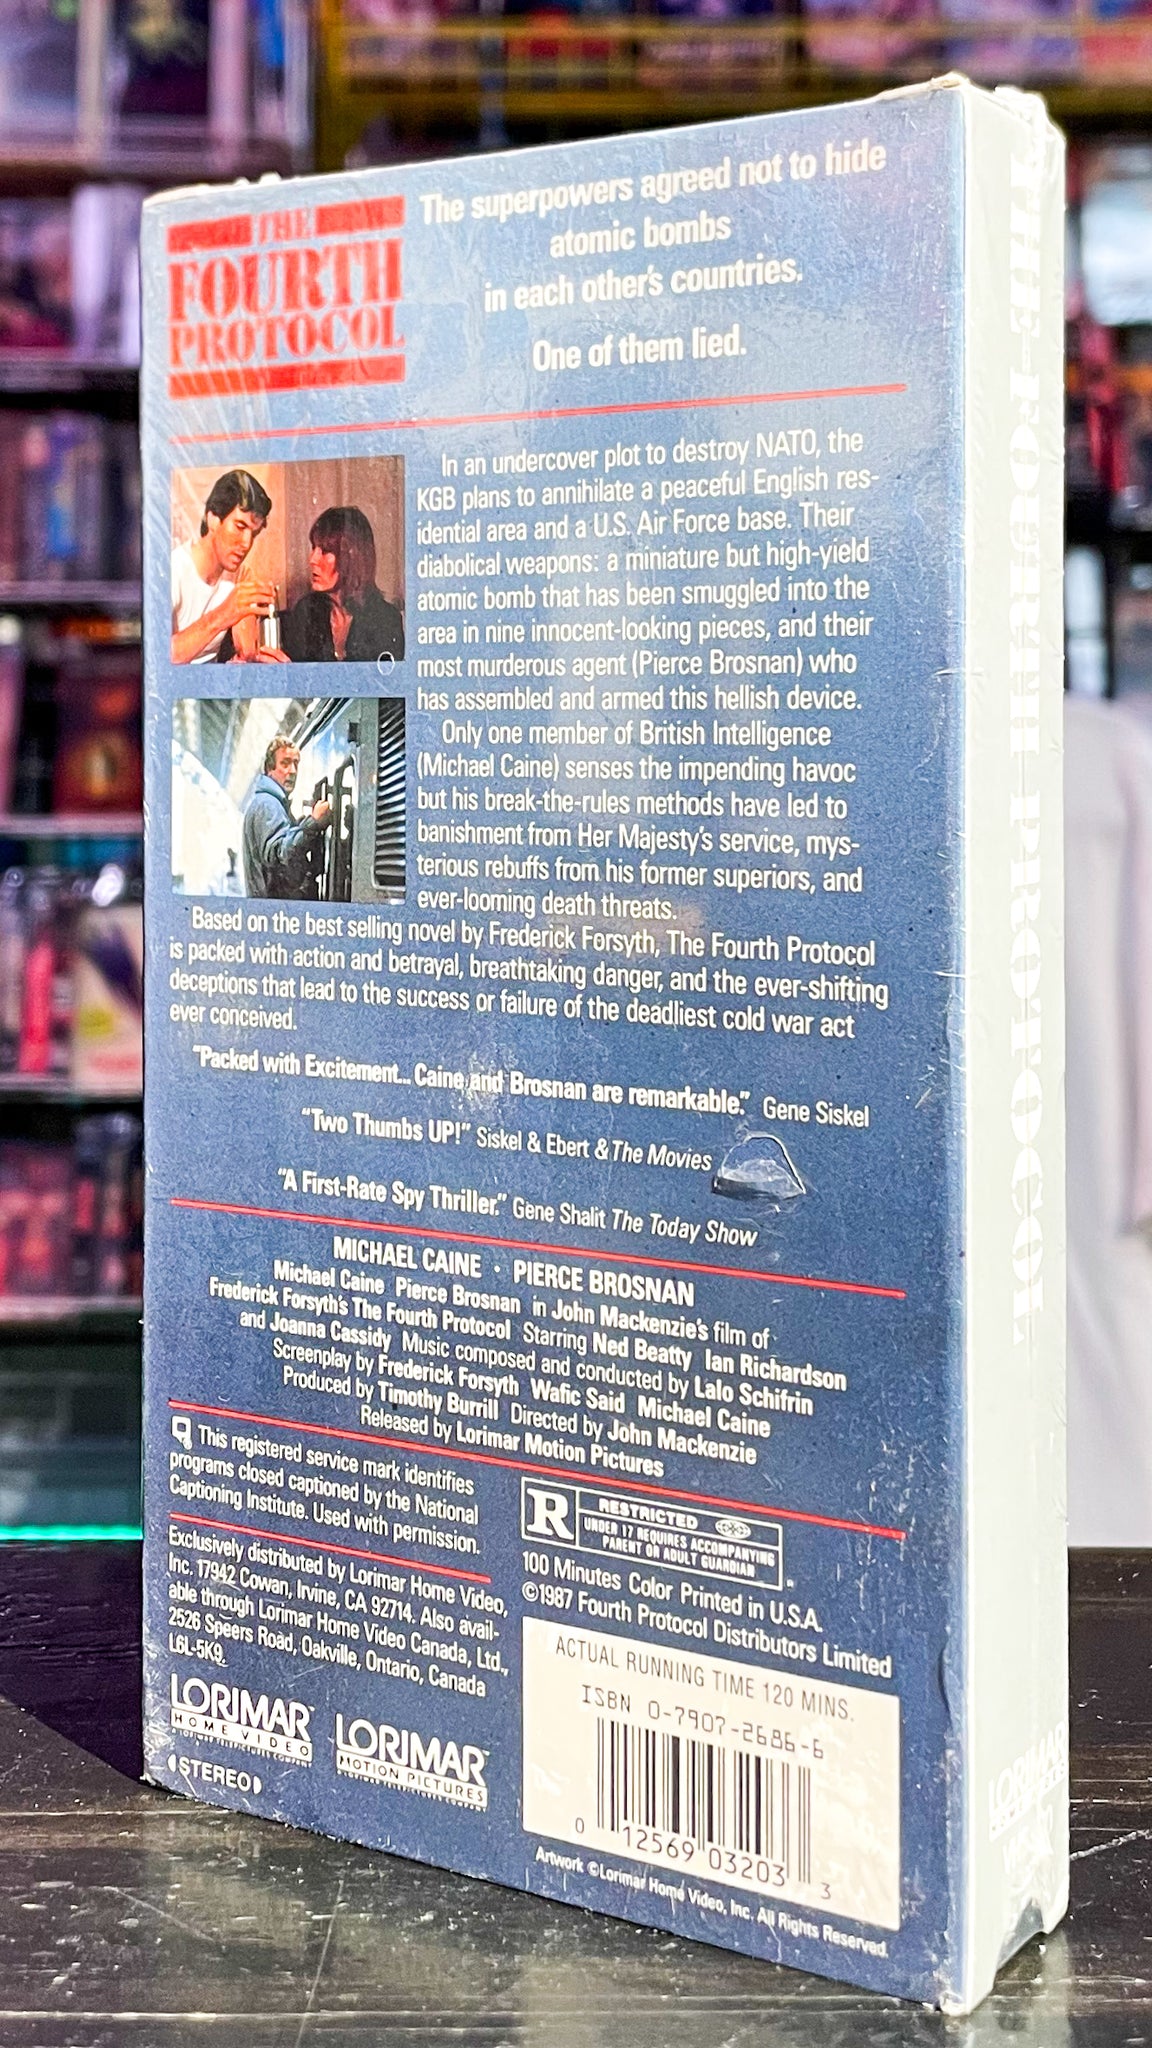 THE
FOURTH
PROTOCOL
The superpowers agreed not to hide
atomic bombs
in each other's countries.
One of them lied.
In an undercover plot to destroy NATO, the
KGB plans to annihilate a peaceful English res-
idential area and a U.S. Air Force base. Their
diabolical weapons: a miniature but high-yield
atomic bomb that has been smuggled into the
area in nine innocent-looking pieces, and their
most murderous agent (Pierce Brosnan) who
has assembled and armed this hellish device.
Only one member of British Intelligence
(Michael Caine) senses the impending havoc
but his break-the-rules methods have led to
banishment from Her Majesty's service, mys-
terious rebuffs from his former superiors, and
ever-looming death threats.
Based on the best selling novel by Frederick Forsyth, The Fourth Protocol
is packed with action and betrayal, breathtaking danger, and the ever-shifting
deceptions that lead to the success or failure of the deadliest cold war act
ever conceived.
"Packed with Excitement... Caine and Brosnan are remarkable." Gene Siskel
"Two Thumbs UP!" Siskel & Ebert & The Movies
"A First-Rate Spy Thriller." Gene Shalit The Today Show
MICHAEL CAINE · PIERCE BROSNAN
Michael Caine Pierce Brosnan in John Mackenzie's film of
Frederick Forsyth's The Fourth Protocol Starring Ned Beatty Ian Richardson
and Joanna Cassidy Music composed and conducted by Lalo Schifrin
Screenplay by Frederick Forsyth Wafic Said Michael Caine
Produced by Timothy Burrill Directed by John Mackenzie
Released by Lorimar Motion Pictures
This registered service mark identifies
programs closed captioned by the National
Captioning Institute. Used with permission.
Exclusively distributed by Lorimar Home Video,
Inc. 17942 Cowan, Irvine, CA 92714. Also avail-
able through Lorimar Home Video Canada, Ltd.,
2526 Speers Road, Oakville, Ontario, Canada
L6L-5K9.
LORIMAR™
HOME VIDEO
A LORIMAR TELEPICTURES COMPANY
STEREO
LORIMAR™
MOTION PICTURES
A LORIMAR TELEPICTURES COMPANY
R RESTRICTED
UNDER 17 REQUIRES ACCOMPANYING
PARENT OR ADULT GUARDIAN
100 Minutes Color Printed in U.S.A.
©1987 Fourth Protocol Distributors Limited
ACTUAL RUNNING TIME 120 MINS.
ISBN 0-7907-2686-6
0 12569 03203 3
Artwork ©Lorimar Home Video, Inc. All Rights Reserved.
THE FOURTH PROTOCOL
LORIMAR